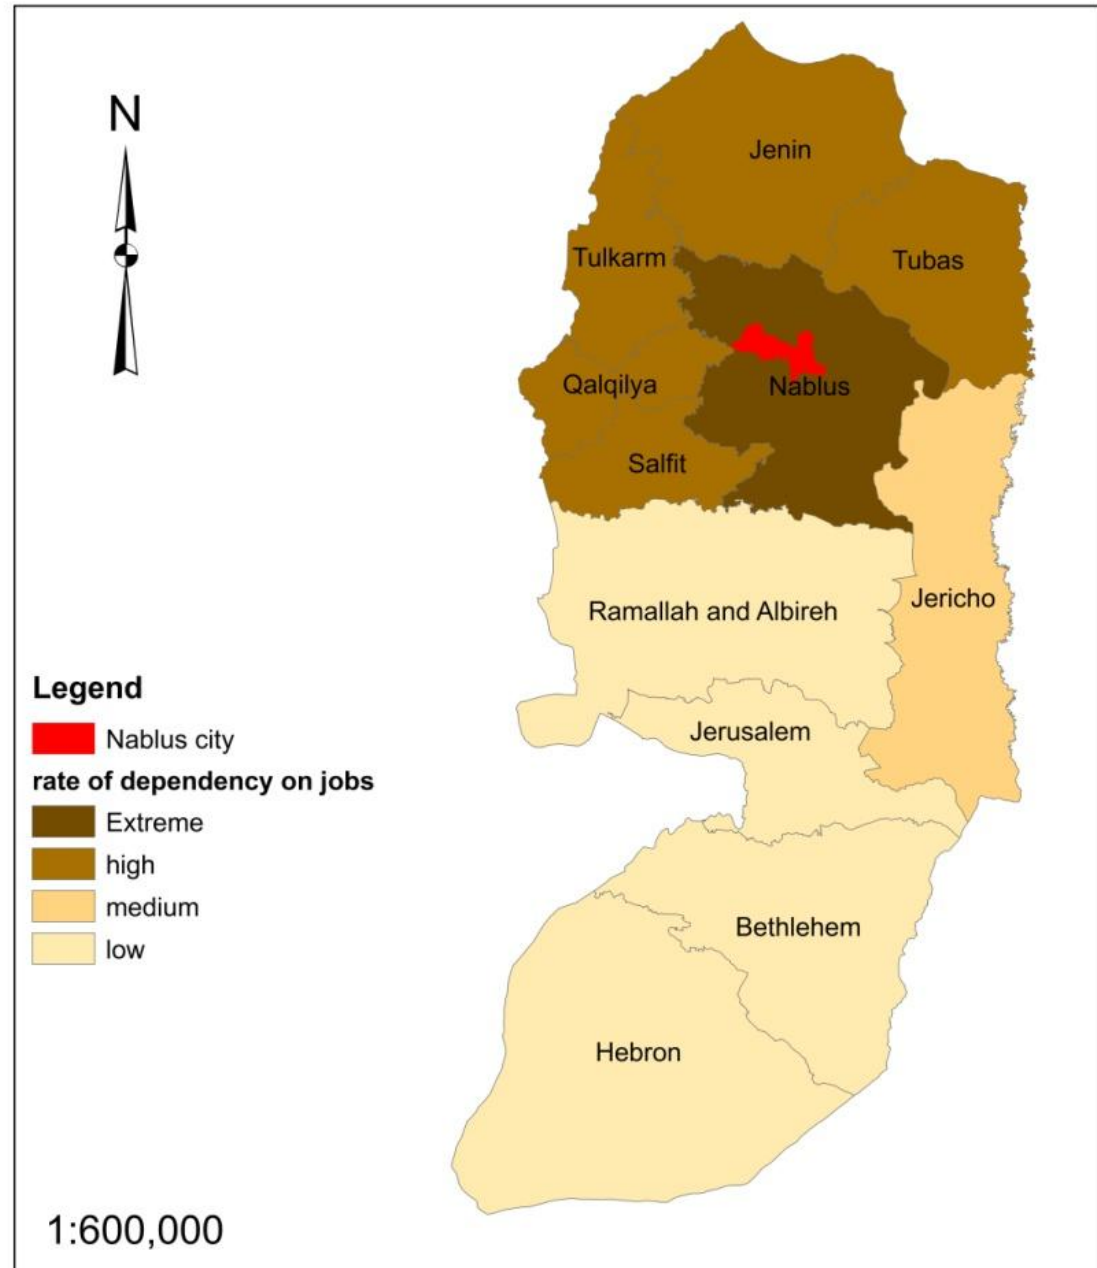 N
Jenin
Tulkarm
Tubas
Qalqilya
Nablus
Salfit
Ramallah and Albireh
Jericho
Jerusalem
Bethlehem
Hebron
Legend
Nablus city
rate of dependency on jobs
Extreme
high
medium
low
1:600,000